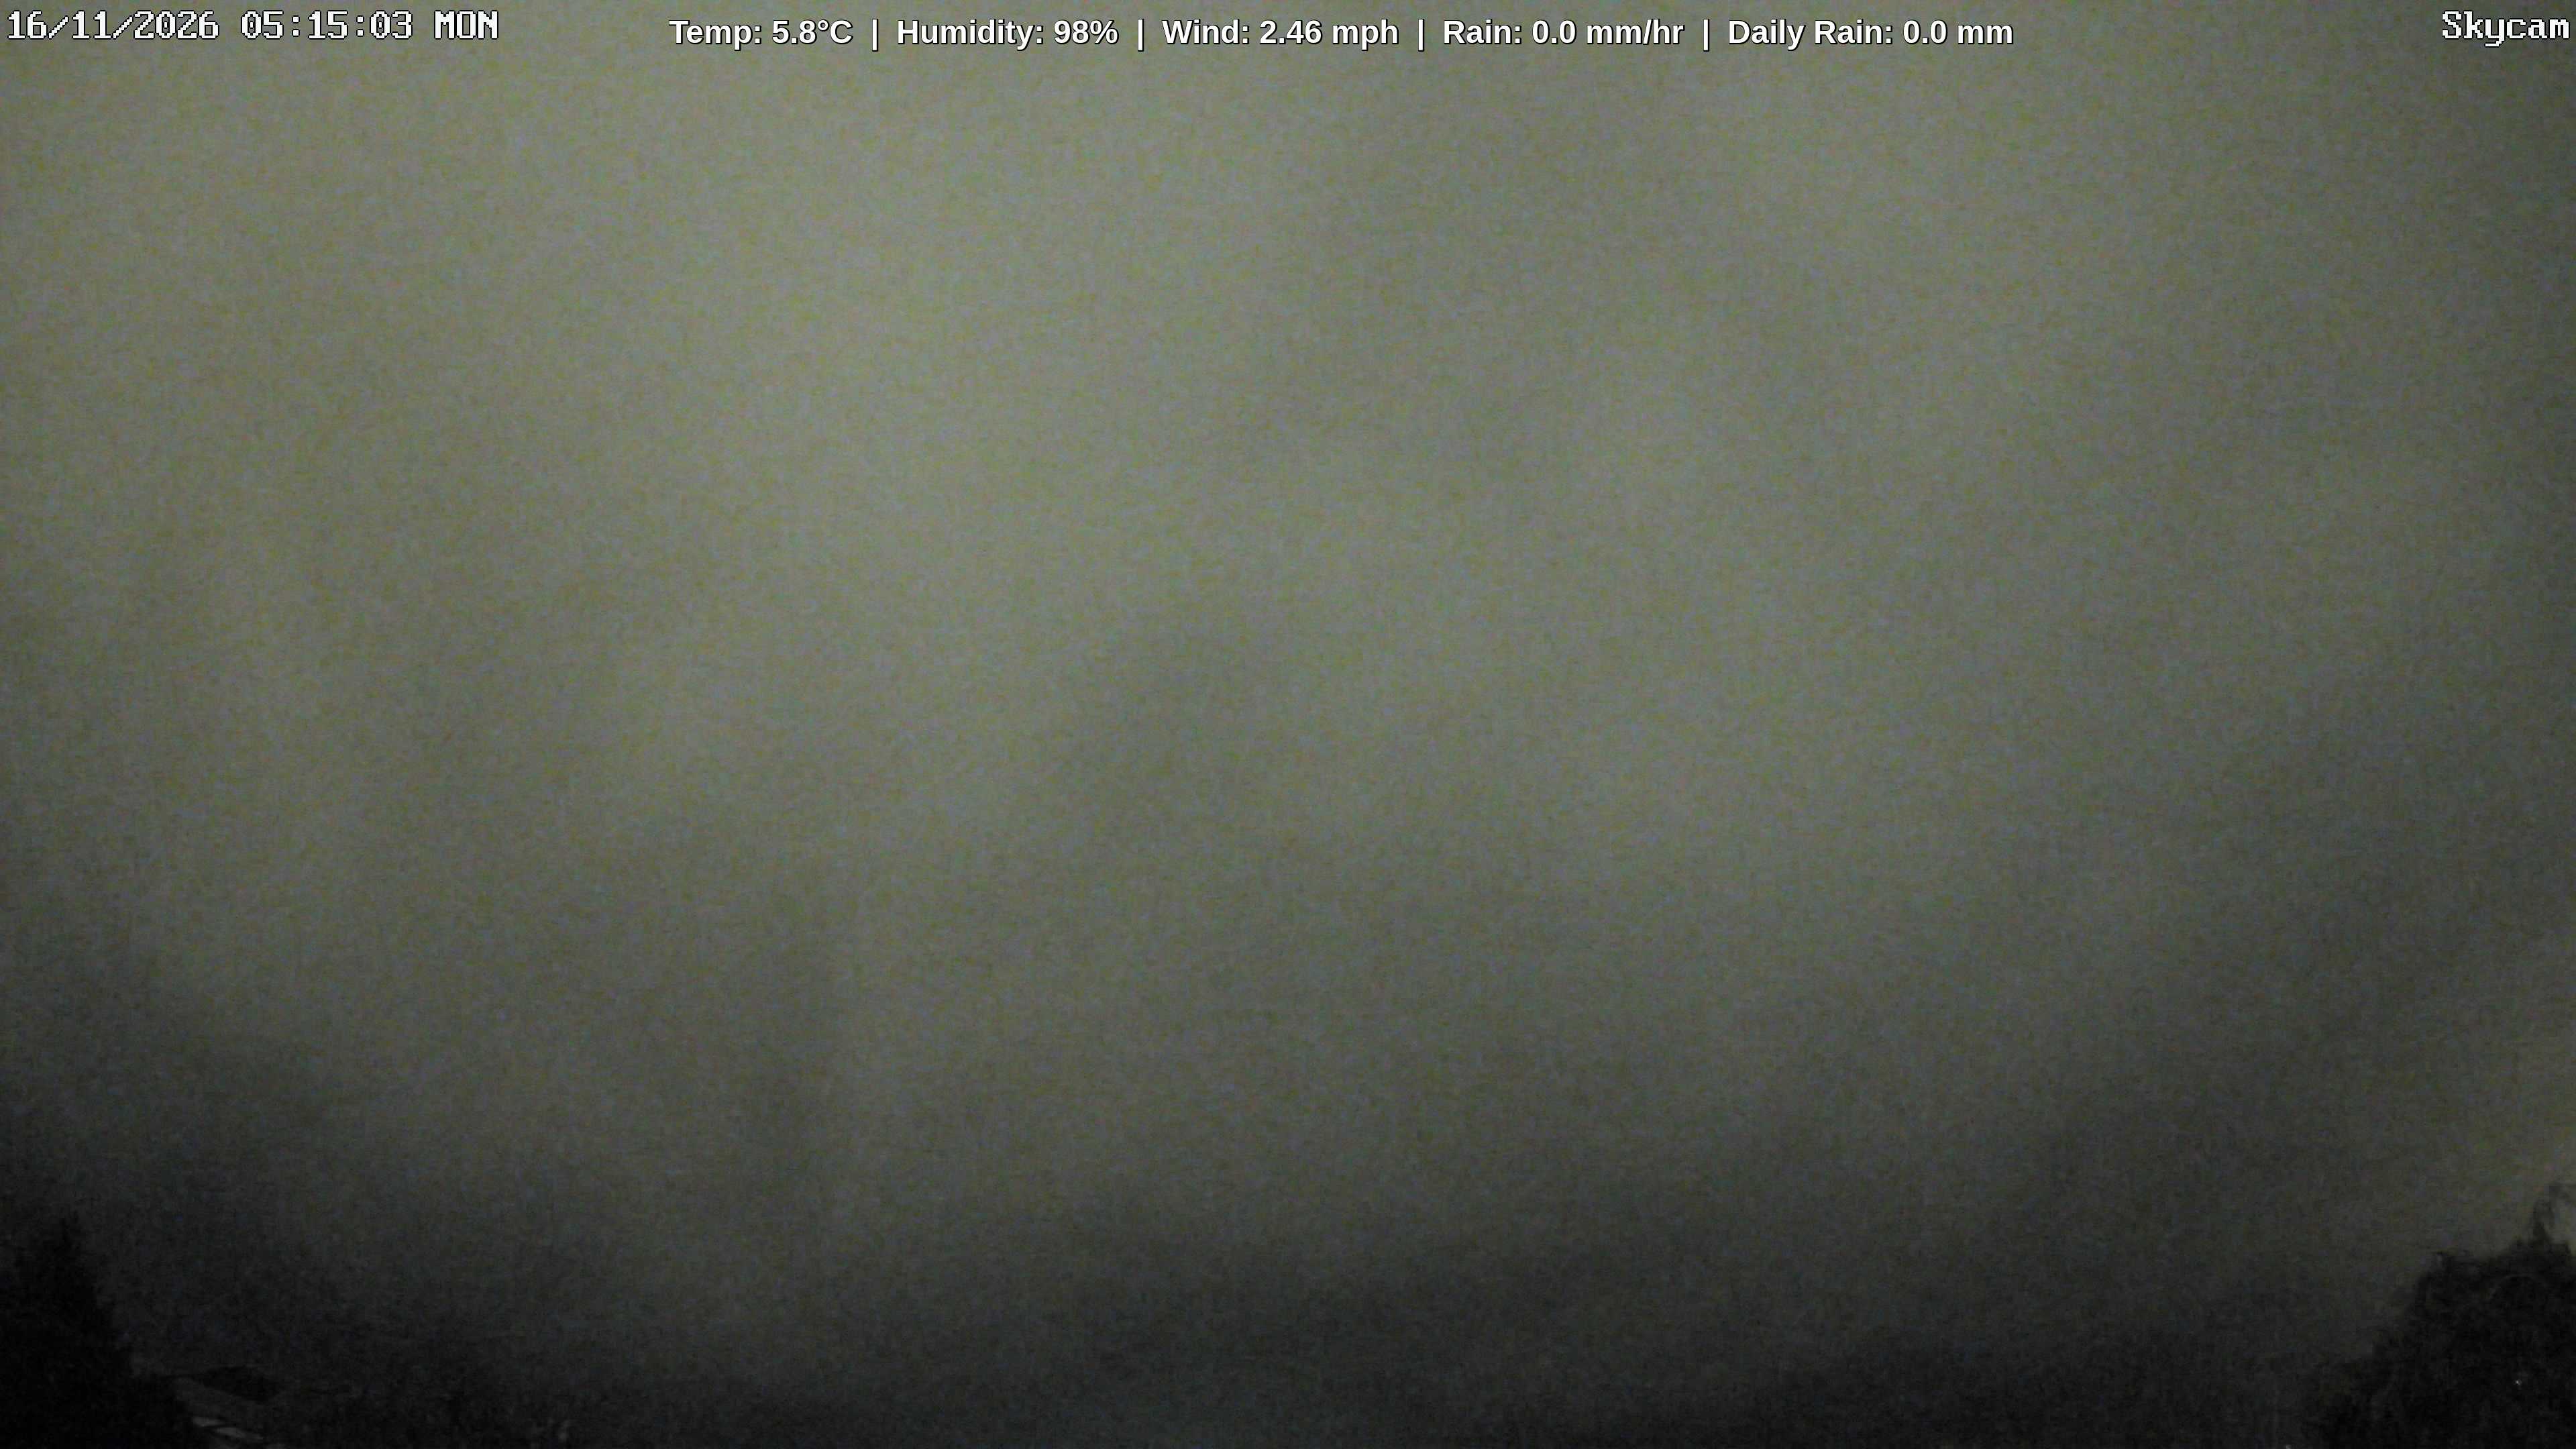 16/11/2026 05:15:03 MON
Temp: 5.8°C | Humidity: 98% | Wind: 2.46 mph | Rain: 0.0 mm/hr | Daily Rain: 0.0 mm
Skycam